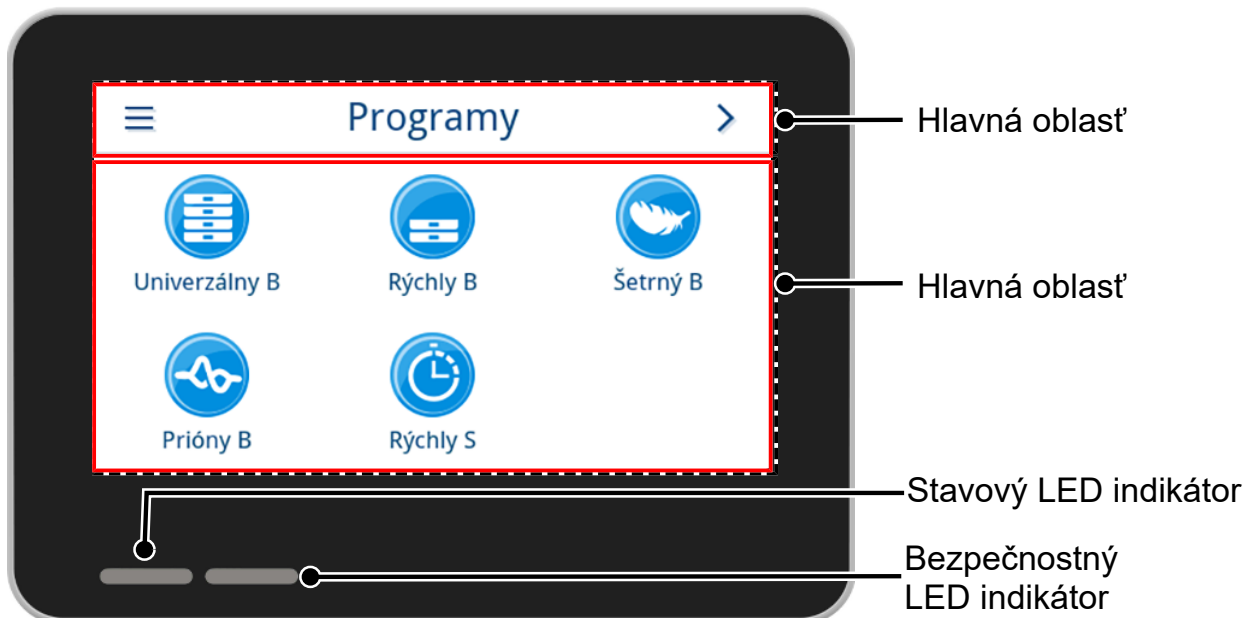 Programy
Hlavná oblasť
Univerzálny B
Rýchly B
Šetrný B
Hlavná oblasť
Prióny B
Rýchly S
Stavový LED indikátor
Bezpečnostný
LED indikátor